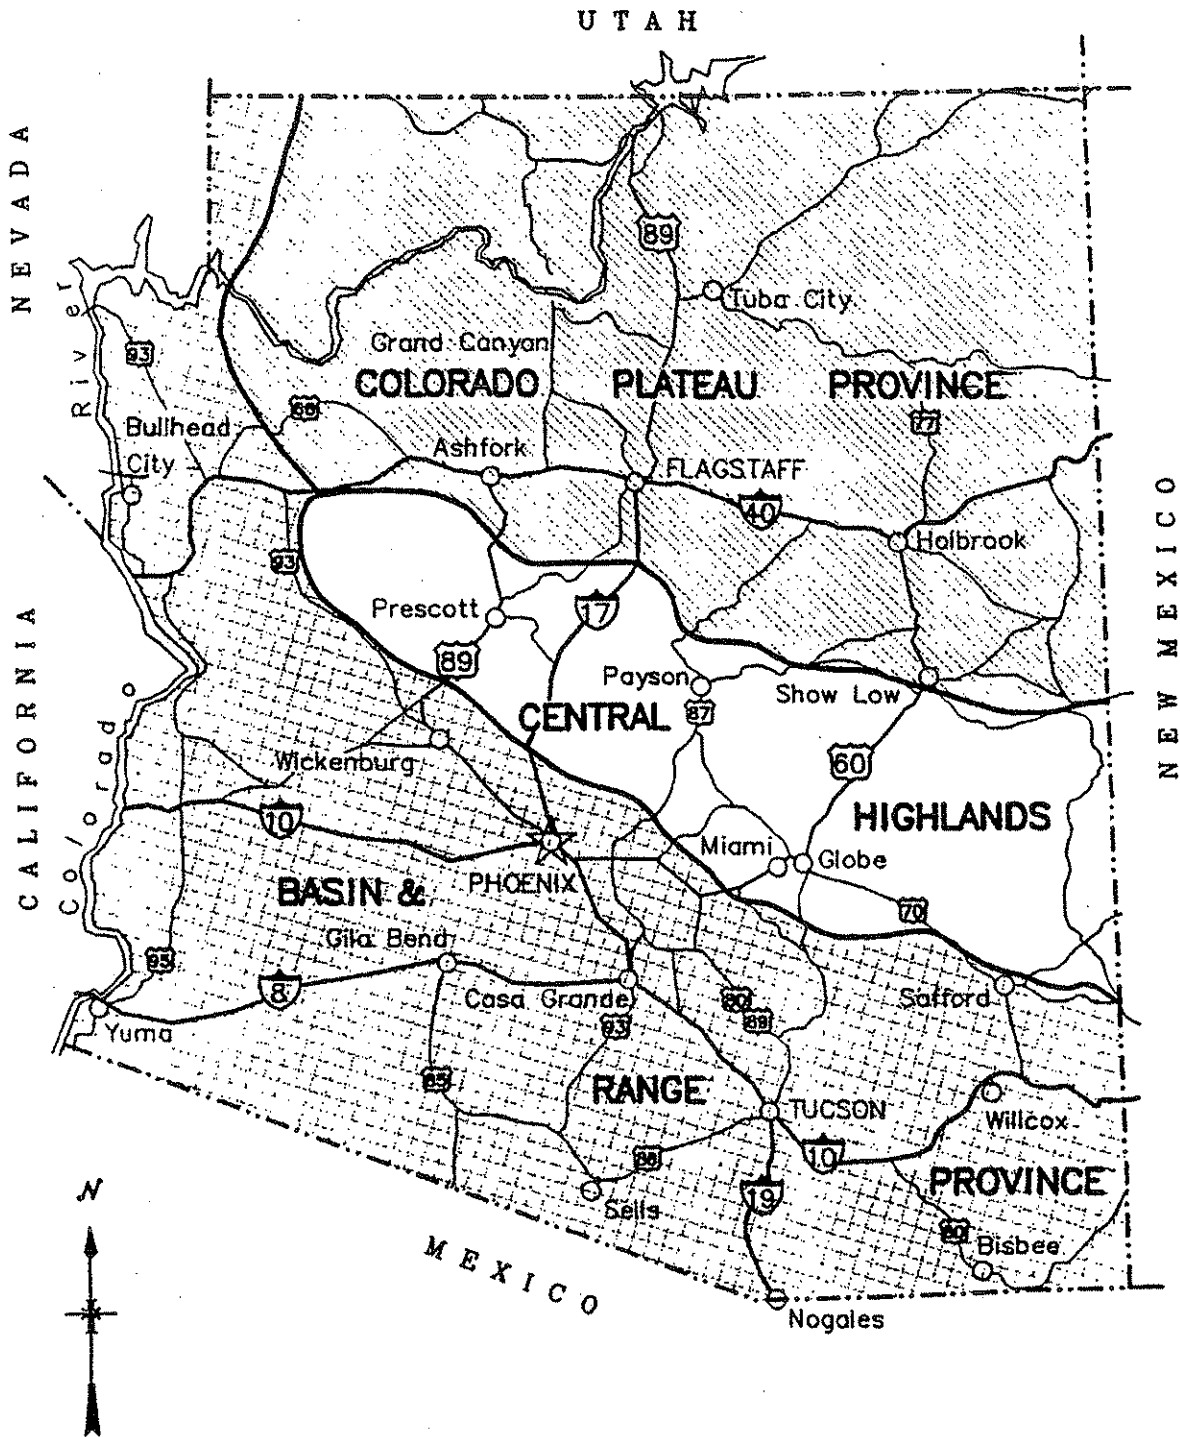 UTAH
NEVADA
89
Tuba City
River
93
Grand Canyan
COLORADO PLATEAU PROVINCE
66
77
Bullhead
City
Ashfork
FLAGSTAFF
40
Holbrook
NEW MEXICO
93
Prescott
17
CALIFORNIA
89
Payson
Show Low
87
CENTRAL
Colorado
Wickenburg
60
10
HIGHLANDS
Miami
Globe
PHOENIX
BASIN &
70
Gila Bend
95
8
Casa Grande
80
Safford
Yuma
93
89
85
RANGE
TUCSON
Willcox
86
10
PROVINCE
19
N
Sells
80
Bisbee
MEXICO
Nogales